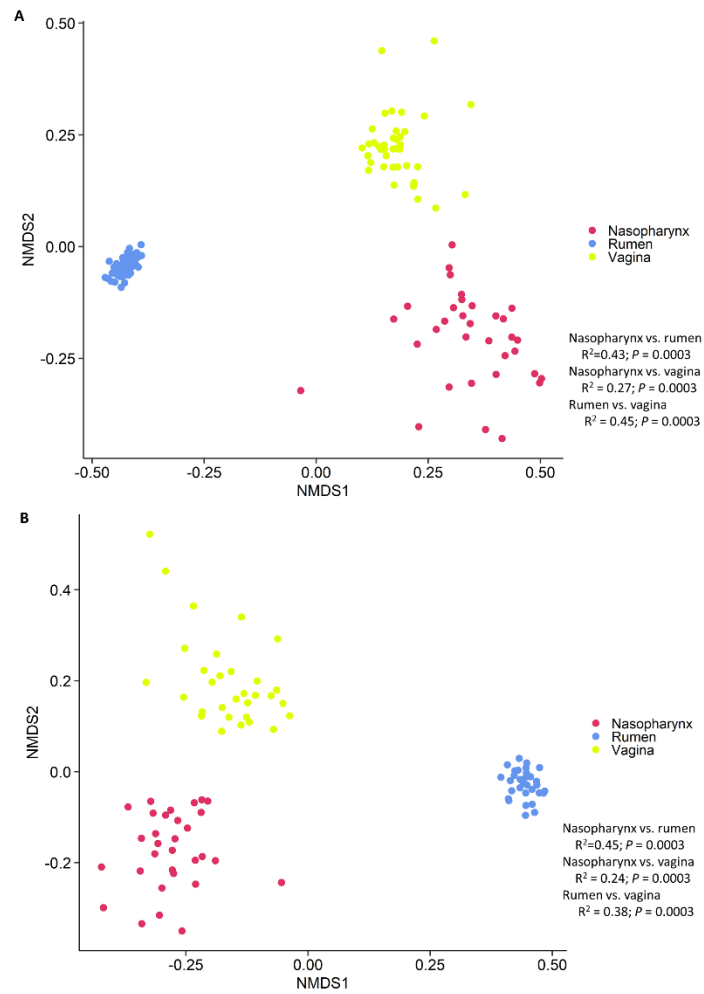 A
0.50
0.25
0.00
-0.25
NMDS2
-0.50
-0.25
0.00
0.25
0.50
NMDS1
Nasopharynx
Rumen
Vagina
Nasopharynx vs. rumen
R²=0.43; P = 0.0003
Nasopharynx vs. vagina
R² = 0.27; P = 0.0003
Rumen vs. vagina
R² = 0.45; P = 0.0003
B
0.4
0.2
0.0
-0.2
NMDS2
-0.25
0.00
0.25
0.50
NMDS1
Nasopharynx
Rumen
Vagina
Nasopharynx vs. rumen
R²=0.45; P = 0.0003
Nasopharynx vs. vagina
R² = 0.24; P = 0.0003
Rumen vs. vagina
R² = 0.38; P = 0.0003